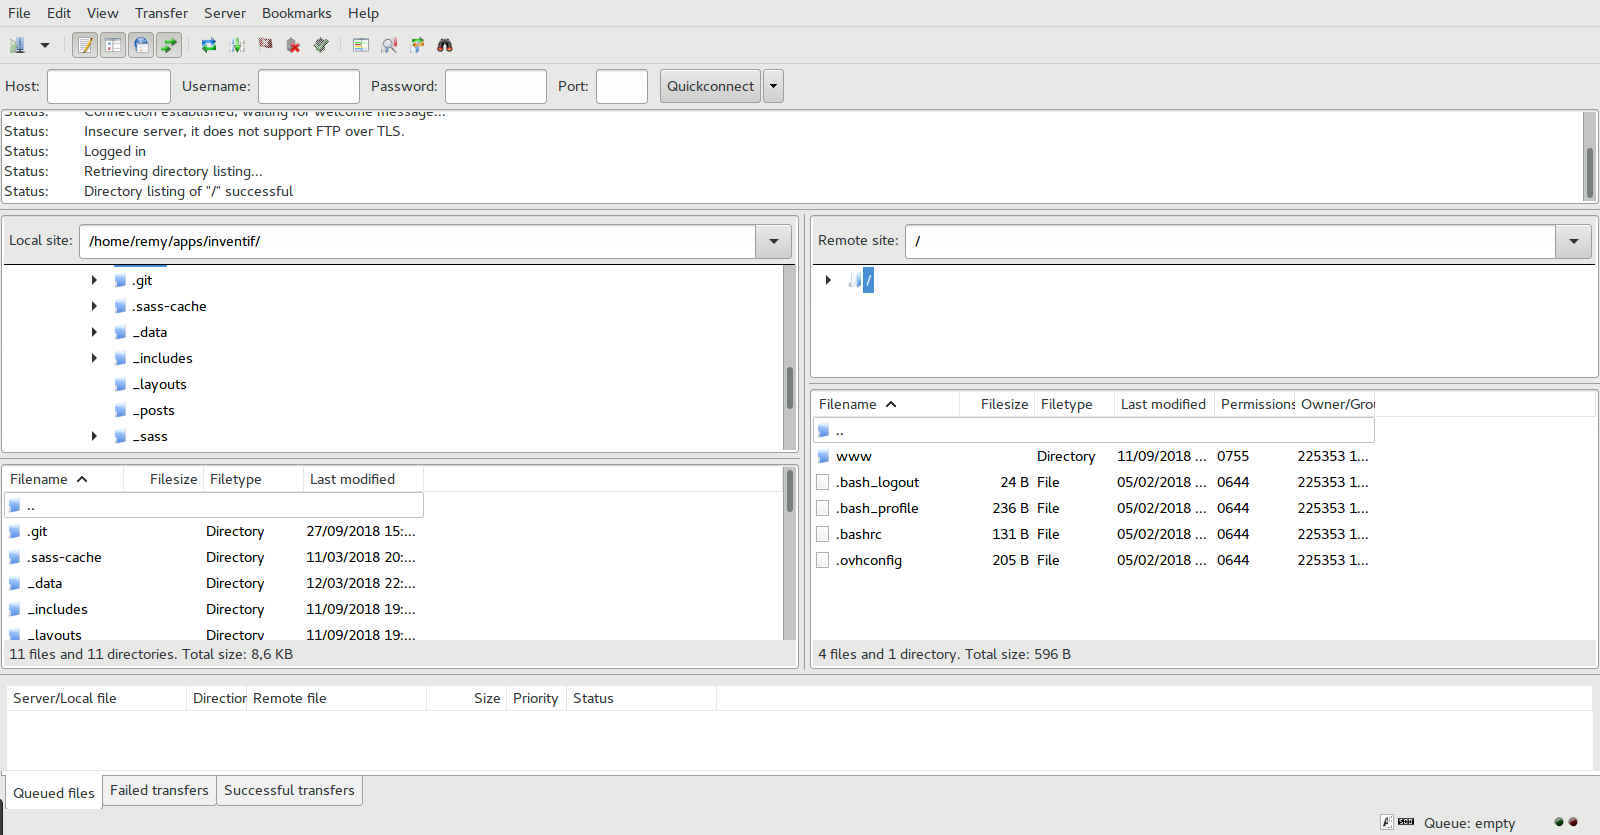 File Edit View Transfer Server Bookmarks Help
Host: Username: Password: Port: Quickconnect
Status: Connection established, waiting for welcome message...
Status: Insecure server, it does not support FTP over TLS.
Status: Logged in
Status: Retrieving directory listing...
Status: Directory listing of "/" successful
Local site: /home/remy/apps/inventif/
.git
.sass-cache
_data
_includes
_layouts
_posts
_sass
Filename Filesize Filetype Last modified
..
.git Directory 27/09/2018 15:...
.sass-cache Directory 11/03/2018 20:...
_data Directory 12/03/2018 22:...
_includes Directory 11/09/2018 19:...
_layouts Directory 11/09/2018 19:...
11 files and 11 directories. Total size: 8,6 KB
Remote site: /
/
Filename Filesize Filetype Last modified Permissions Owner/Grou
..
www Directory 11/09/2018 ... 0755 225353 1...
.bash_logout 24 B File 05/02/2018 ... 0644 225353 1...
.bash_profile 236 B File 05/02/2018 ... 0644 225353 1...
.bashrc 131 B File 05/02/2018 ... 0644 225353 1...
.ovhconfig 205 B File 05/02/2018 ... 0644 225353 1...
4 files and 1 directory. Total size: 596 B
Server/Local file Direction Remote file Size Priority Status
Queued files Failed transfers Successful transfers
Queue: empty